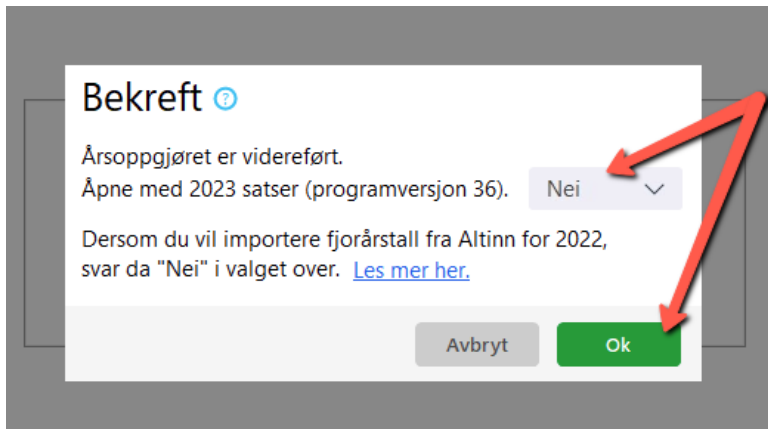 Bekreft ?
Årsoppgjøret er videreført.
Åpne med 2023 satser (programversjon 36). Nei
Dersom du vil importere fjorårstall fra Altinn for 2022,
svar da "Nei" i valget over. Les mer her.
Avbryt Ok